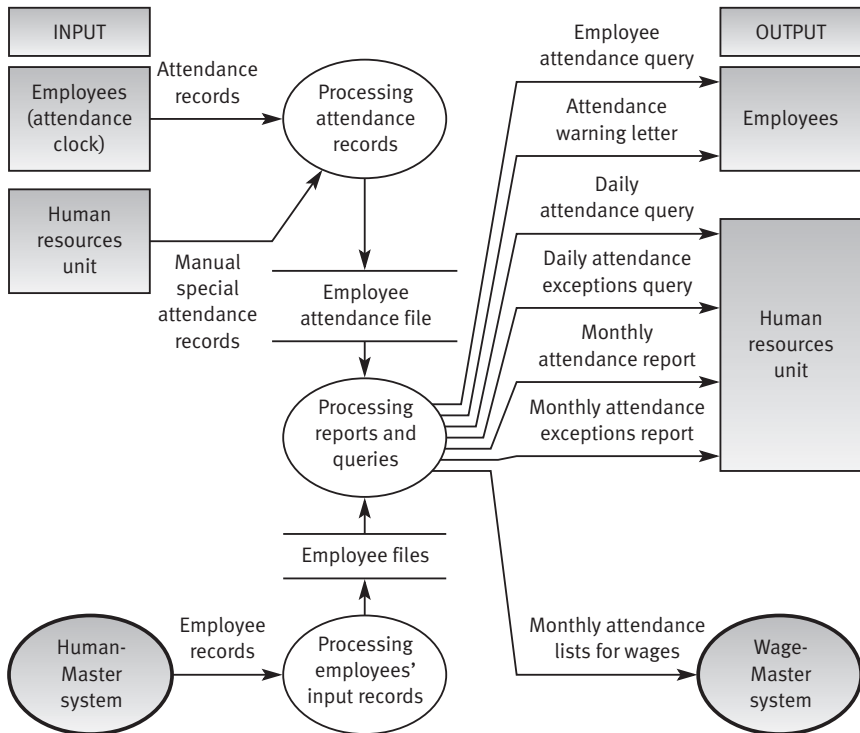 INPUT
Employees
(attendance
clock)
Attendance
records
Processing
attendance
records
Human
resources
unit
Manual
special
attendance
records
Employee
attendance file
Processing
reports and
queries
Employee files
Human-
Master
system
Employee
records
Processing
employees’
input records
OUTPUT
Employee
attendance query
Attendance
warning letter
Employees
Daily
attendance query
Daily attendance
exceptions query
Monthly
attendance report
Monthly attendance
exceptions report
Human
resources
unit
Monthly attendance
lists for wages
Wage-
Master
system